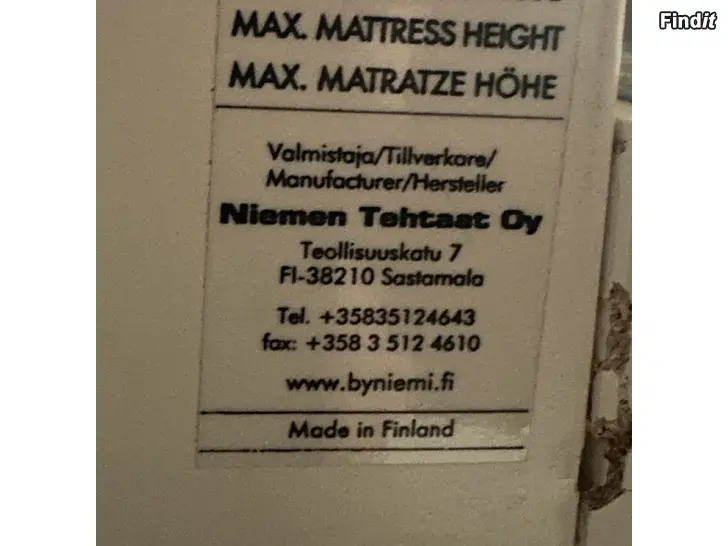 Findit
MAX. MATTRESS HEIGHT
MAX. MATRATZE HÖHE
Valmistaja/Tillverkare/
Manufacturer/Hersteller
Niemen Tehtaat Oy
Teollisuuskatu 7
FI-38210 Sastamala
Tel. +35835124643
fax: +358 3 512 4610
www.byniemi.fi
Made in Finland